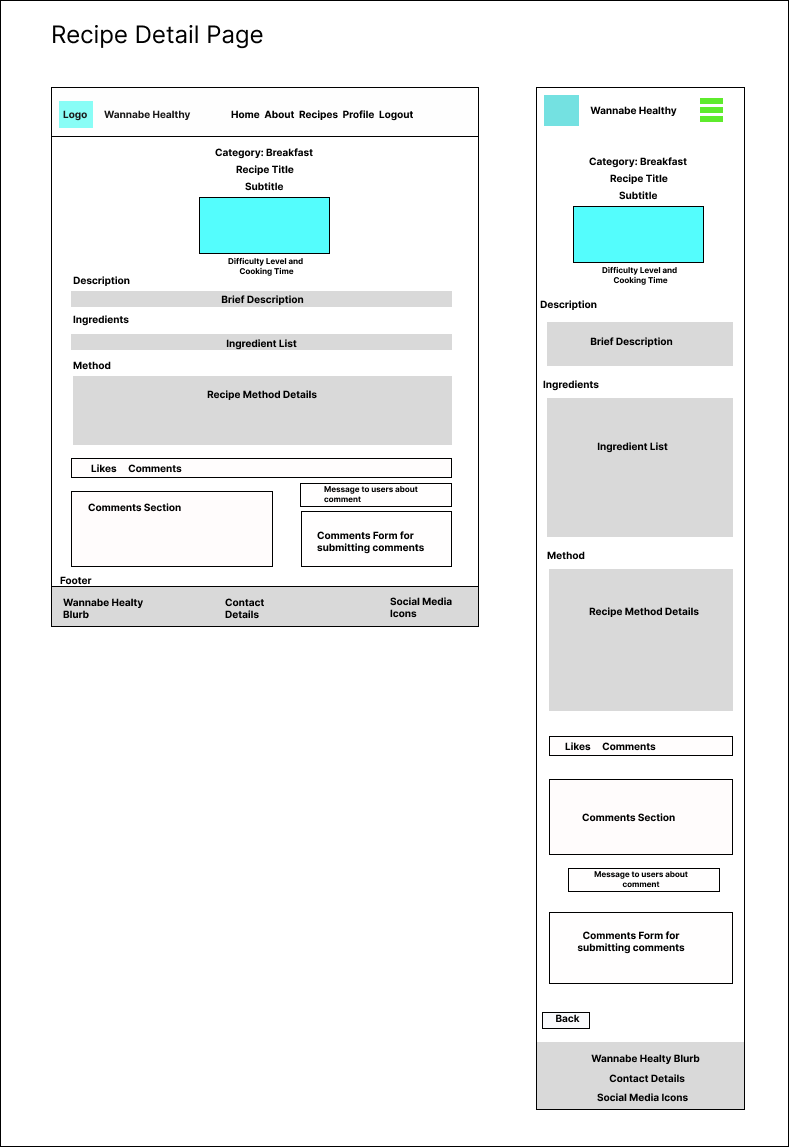 Recipe Detail Page
Logo
Wannabe Healthy
Home About Recipes Profile Logout
Category: Breakfast
Recipe Title
Subtitle
Difficulty Level and
Cooking Time
Description
Brief Description
Ingredients
Ingredient List
Method
Recipe Method Details
Likes Comments
Comments Section
Message to users about
comment
Comments Form for
submitting comments
Footer
Wannabe Healty
Blurb
Contact
Details
Social Media
Icons
Wannabe Healthy
Category: Breakfast
Recipe Title
Subtitle
Difficulty Level and
Cooking Time
Description
Brief Description
Ingredients
Ingredient List
Method
Recipe Method Details
Likes Comments
Comments Section
Message to users about
comment
Comments Form for
submitting comments
Back
Wannabe Healty Blurb
Contact Details
Social Media Icons